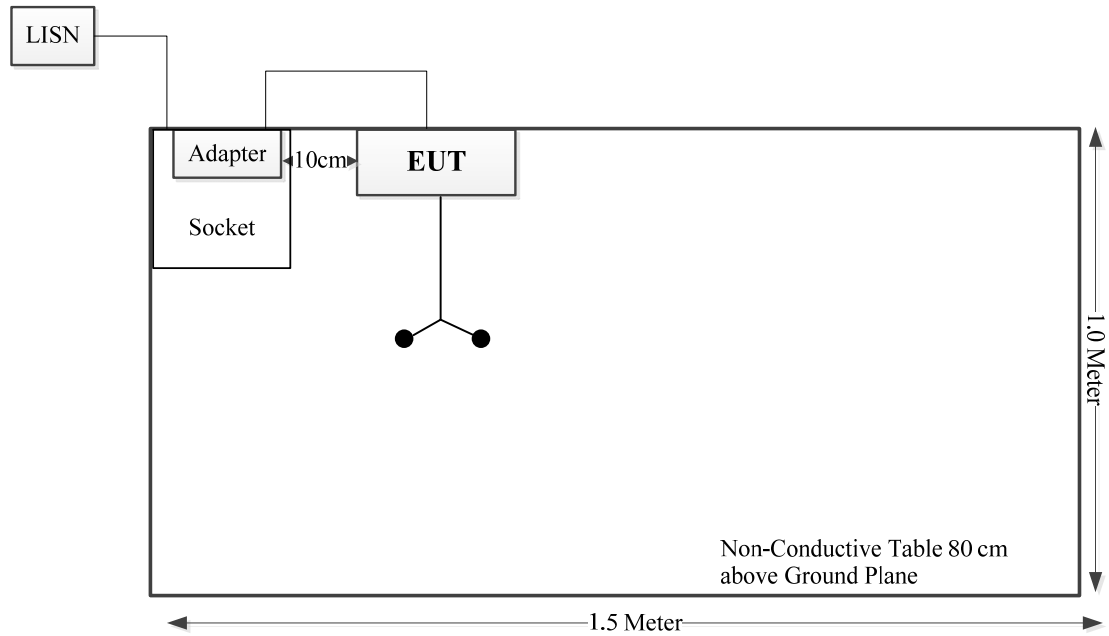 LISN
Adapter
10cm
EUT
Socket
1.0 Meter
Non-Conductive Table 80 cm
above Ground Plane
1.5 Meter